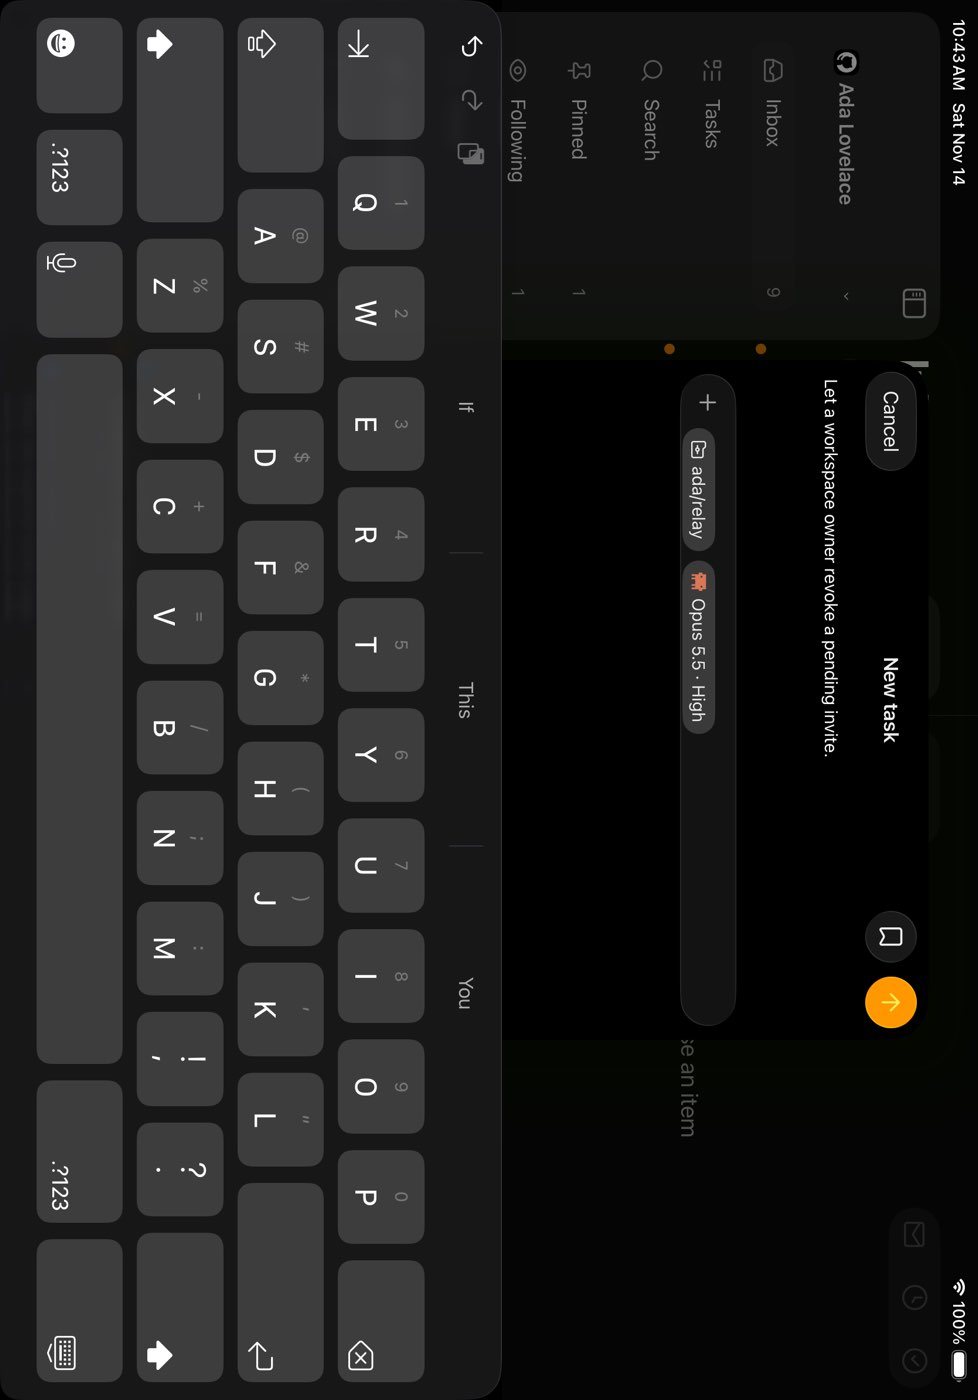 10:43 AM Sat Nov 14
100%
Cancel
New task
Ada Lovelace
Let a workspace owner revoke a pending invite.
Inbox 9
Tasks
ada/relay
Opus 5.5 · High
se an item
Search
Pinned 1
Following 1
If
This
You
1 2 3 4 5 6 7 8 9 0
Q W E R T Y U I O P
@ # $ & * ( ) ' "
A S D F G H J K L
% - + = / ; : ! ?
Z X C V B N M , .
.?123
.?123